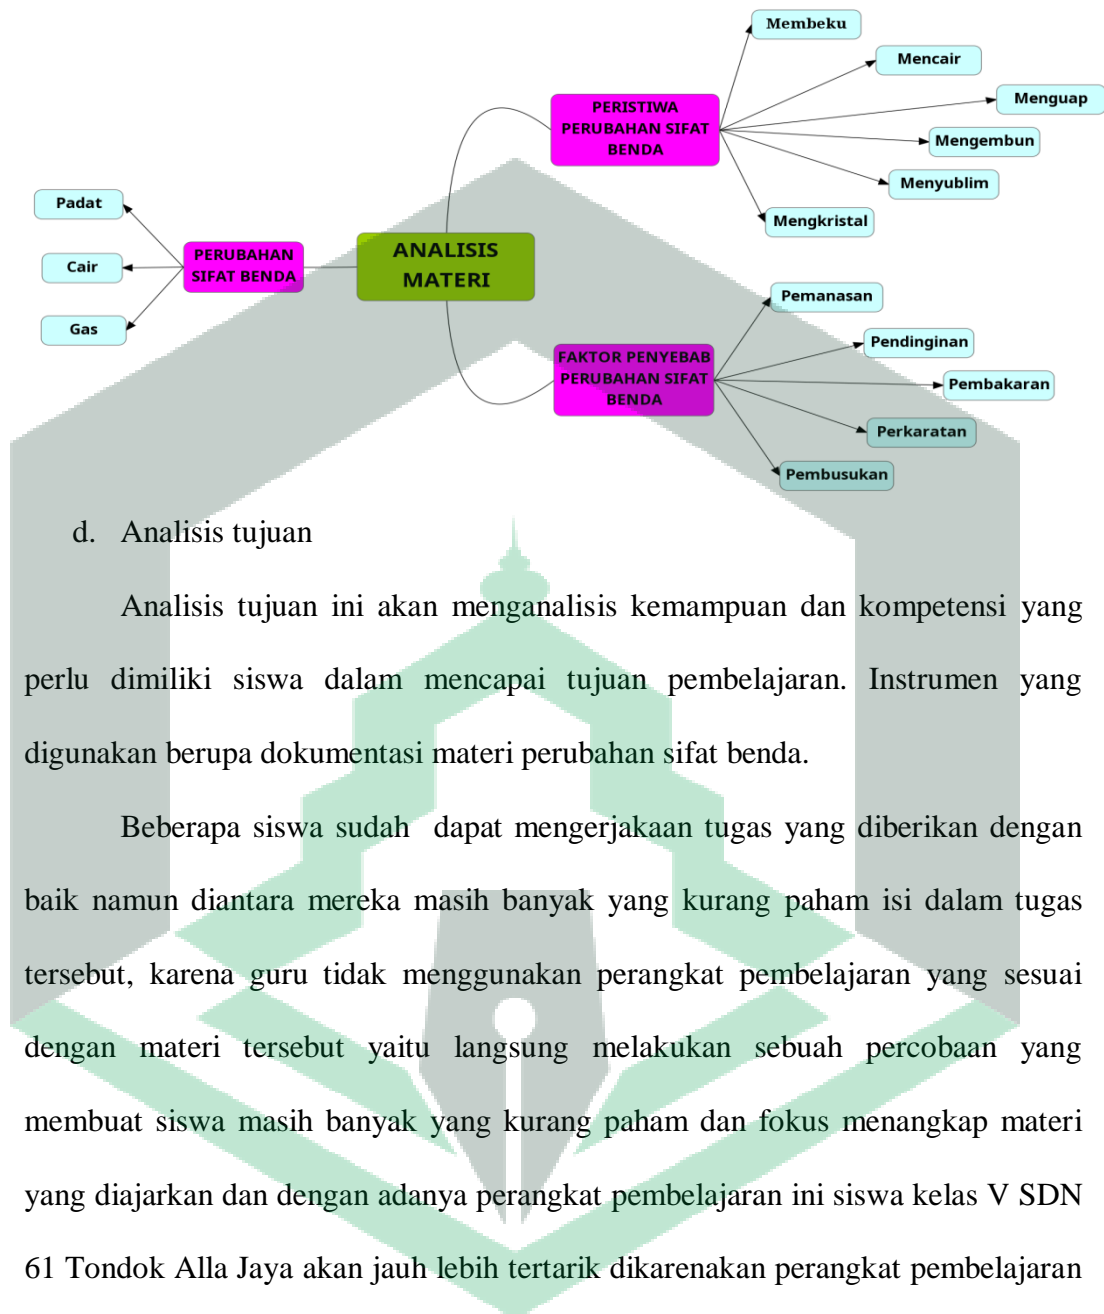 Membeku
Mencair
PERISTIWA
PERUBAHAN SIFAT
BENDA
Menguap
Mengembun
Menyublim
Mengkristal
Padat
Cair
Gas
PERUBAHAN
SIFAT BENDA
ANALISIS
MATERI
Pemanasan
Pendinginan
FAKTOR PENYEBAB
PERUBAHAN SIFAT
BENDA
Pembakaran
Perkaratan
Pembusukan
d. Analisis tujuan
Analisis tujuan ini akan menganalisis kemampuan dan kompetensi yang
perlu dimiliki siswa dalam mencapai tujuan pembelajaran. Instrumen yang
digunakan berupa dokumentasi materi perubahan sifat benda.
Beberapa siswa sudah dapat mengerjakaan tugas yang diberikan dengan
baik namun diantara mereka masih banyak yang kurang paham isi dalam tugas
tersebut, karena guru tidak menggunakan perangkat pembelajaran yang sesuai
dengan materi tersebut yaitu langsung melakukan sebuah percobaan yang
membuat siswa masih banyak yang kurang paham dan fokus menangkap materi
yang diajarkan dan dengan adanya perangkat pembelajaran ini siswa kelas V SDN
61 Tondok Alla Jaya akan jauh lebih tertarik dikarenakan perangkat pembelajaran